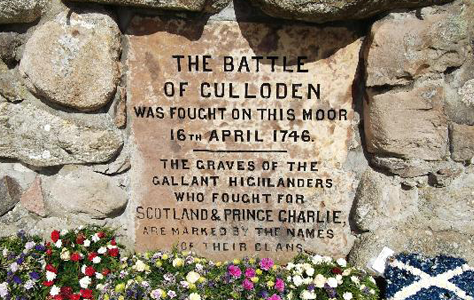 THE BATTLE
OF CULLODEN
WAS FOUGHT ON THIS MOOR
16TH APRIL 1746.
THE GRAVES OF THE
GALLANT HIGHLANDERS
WHO FOUGHT FOR
SCOTLAND & PRINCE CHARLIE,
ARE MARKED BY THE NAMES
OF THEIR CLANS.